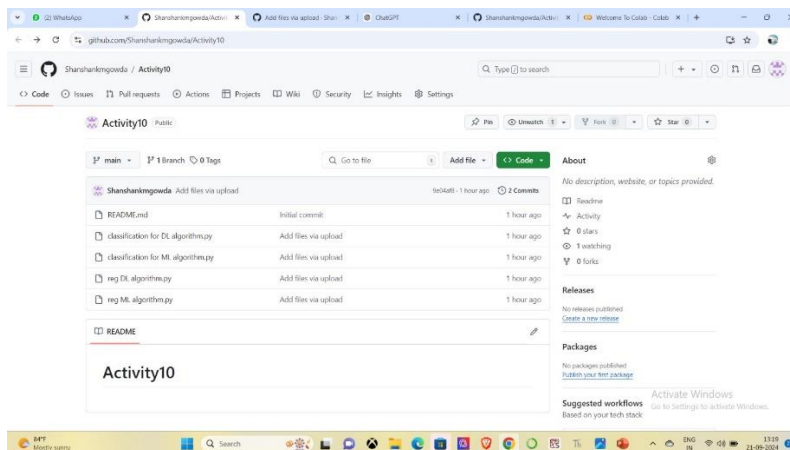 (2) WhatsApp
Shanshankmgowda/Activi
Add files via upload · Shan
ChatGPT
Shanshankmgowda/Activi
Welcome To Colab - Colab
github.com/Shanshankmgowda/Activity10
Shanshankmgowda / Activity10
Type / to search
Code Issues Pull requests Actions Projects Wiki Security Insights Settings
Activity10 Public
Pin Unwatch 1 Fork 0 Star 0
main 1 Branch 0 Tags
Go to file
Add file
Code
About
No description, website, or topics provided.
Shanshankmgowda Add files via upload
9e04af8 · 1 hour ago 2 Commits
README.md Initial commit 1 hour ago
classification for DL algorithm.py Add files via upload 1 hour ago
classification for ML algorithm.py Add files via upload 1 hour ago
reg DL algorithm.py Add files via upload 1 hour ago
reg ML algorithm.py Add files via upload 1 hour ago
README
Activity10
Readme
Activity
0 stars
1 watching
0 forks
Releases
No releases published
Create a new release
Packages
No packages published
Publish your first package
Suggested workflows
Based on your tech stack
Activate Windows
Go to Settings to activate Windows.
84°F
Mostly sunny
Search
ENG
IN
13:19
21-09-2024